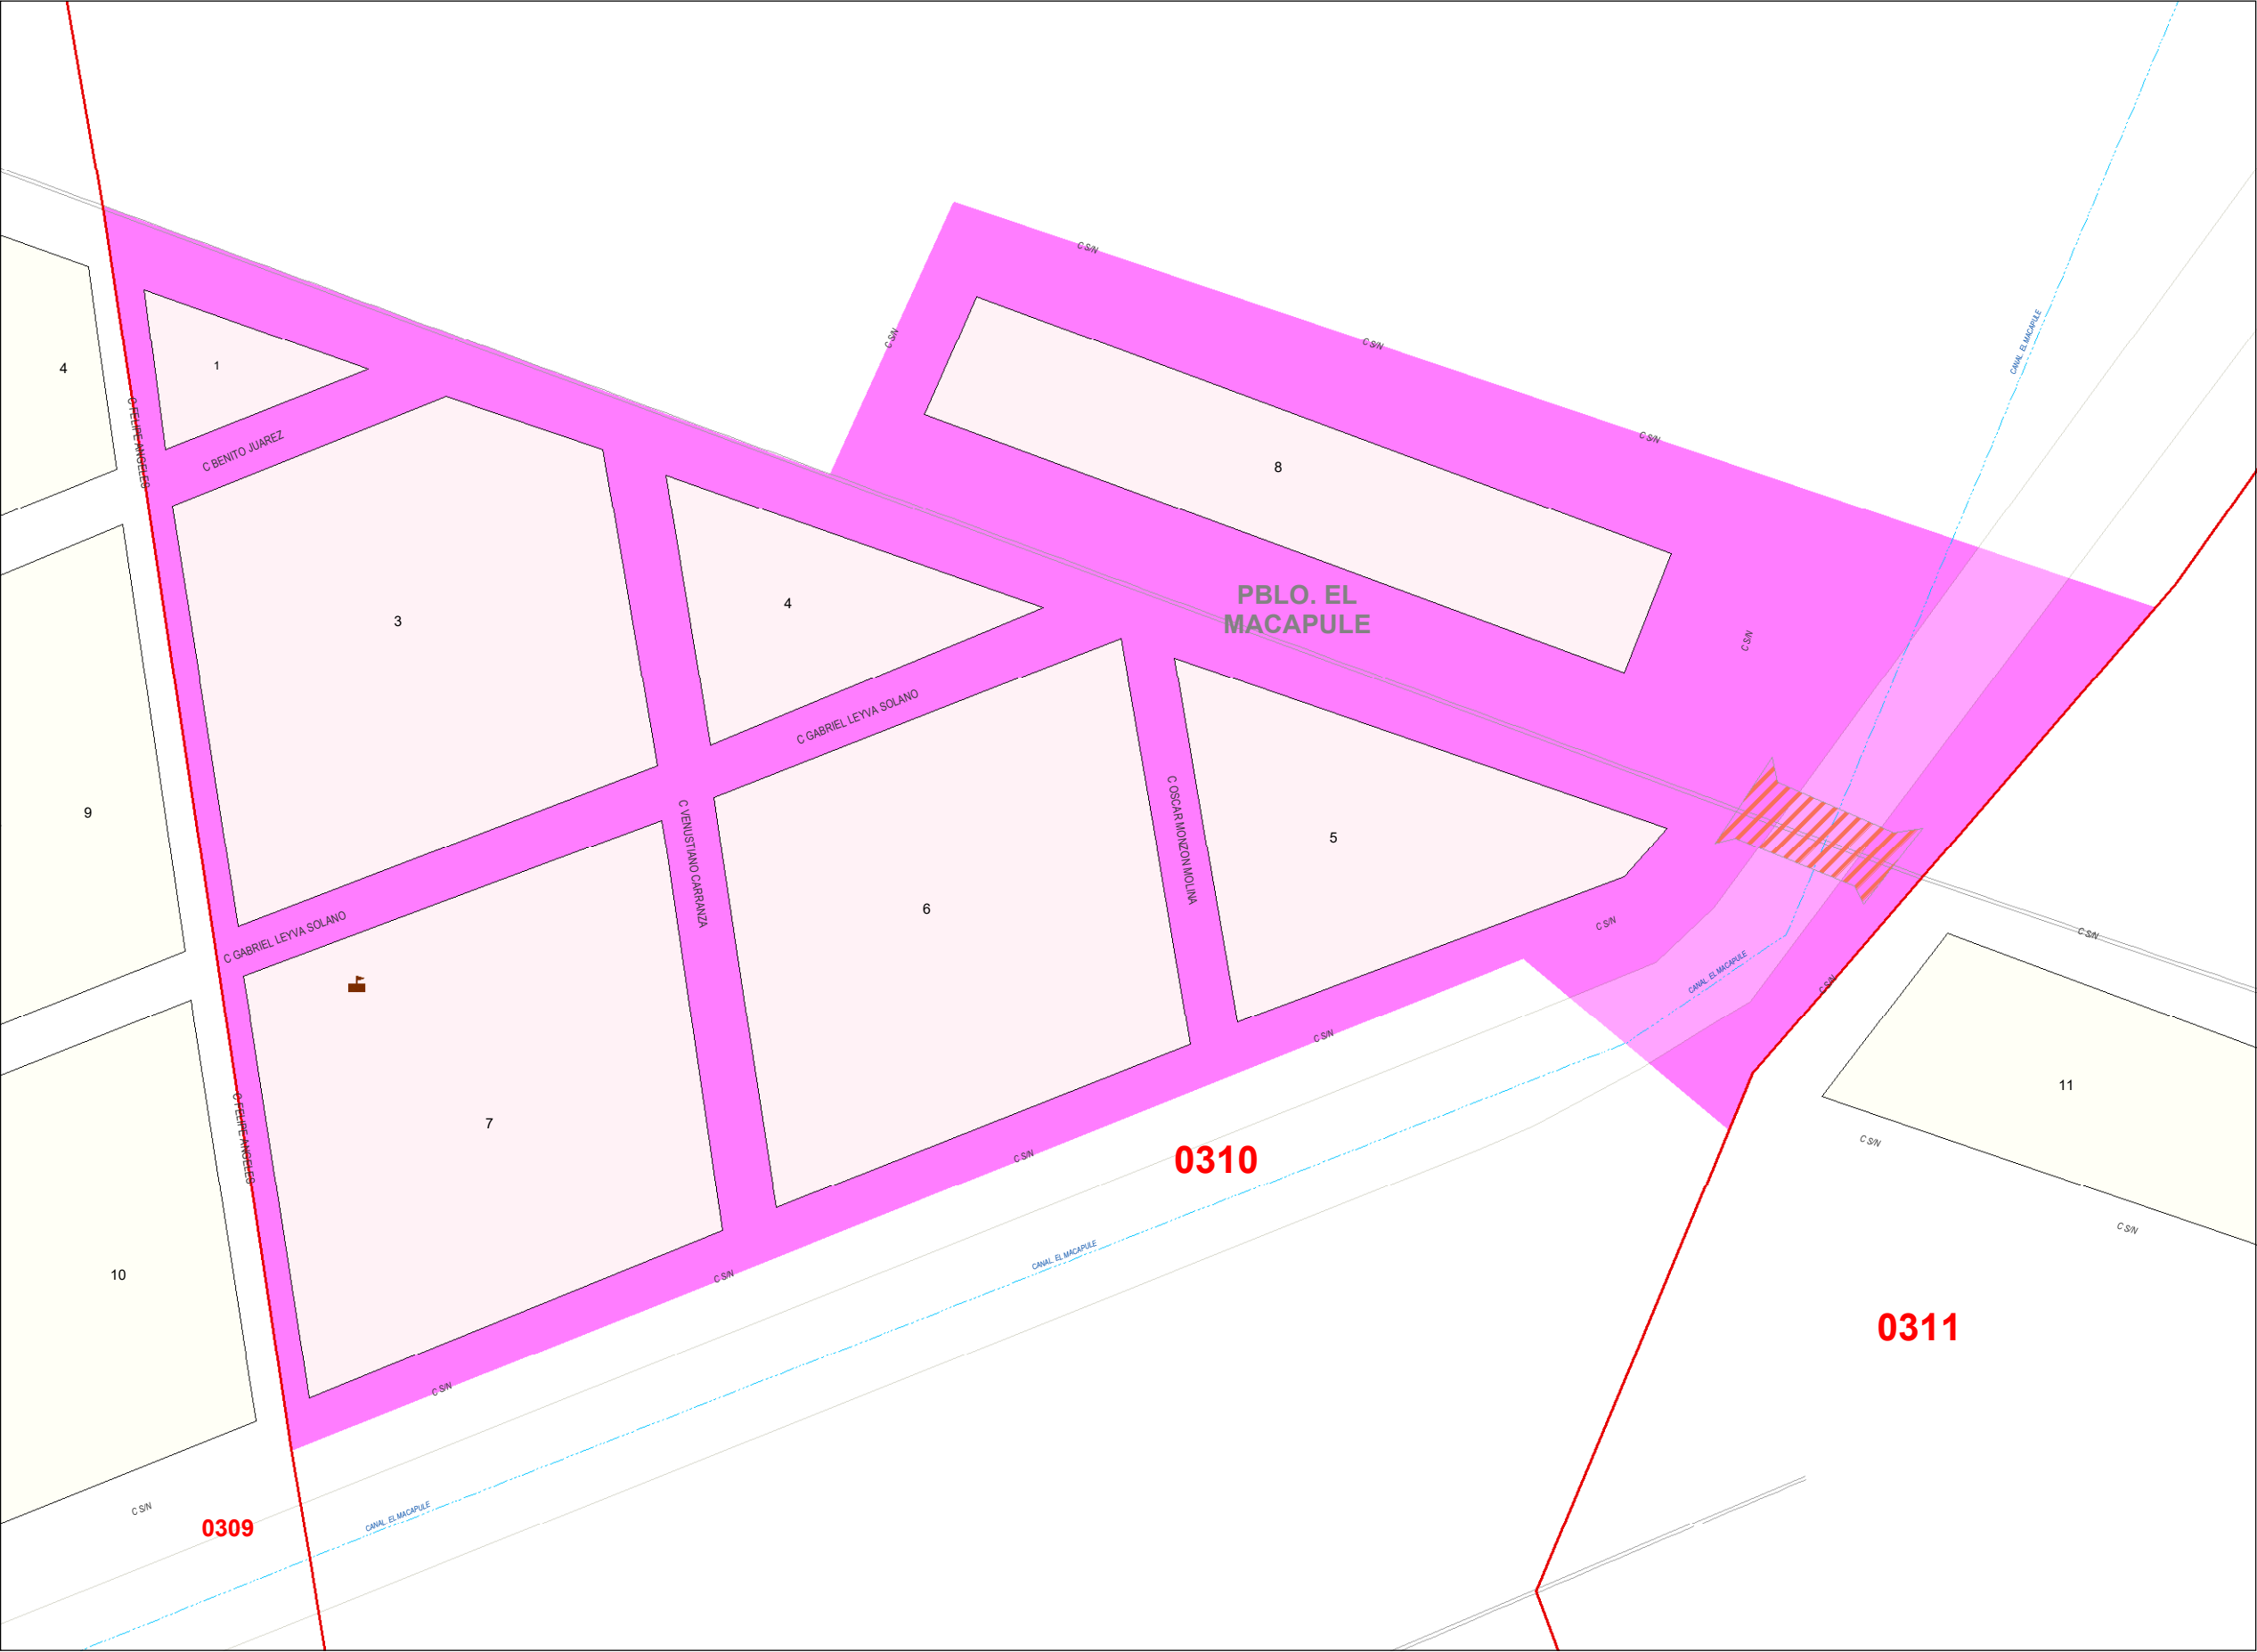 C S/N
C S/N
C S/N
C S/N
CANAL EL MACAPULE
4
1
C FELIPE ANGELES
C BENITO JUAREZ
8
PBLO. EL
MACAPULE
4
3
C S/N
C GABRIEL LEYVA SOLANO
9
C VENUSTIANO CARRANZA
C OSCAR MONZON MOLINA
5
6
C GABRIEL LEYVA SOLANO
C S/N
C S/N
CANAL EL MACAPULE
C S/N
C S/N
11
7
C FELIPE ANGELES
C S/N
C S/N
0310
C S/N
CANAL EL MACAPULE
10
C S/N
0311
C S/N
C S/N
0309
CANAL EL MACAPULE